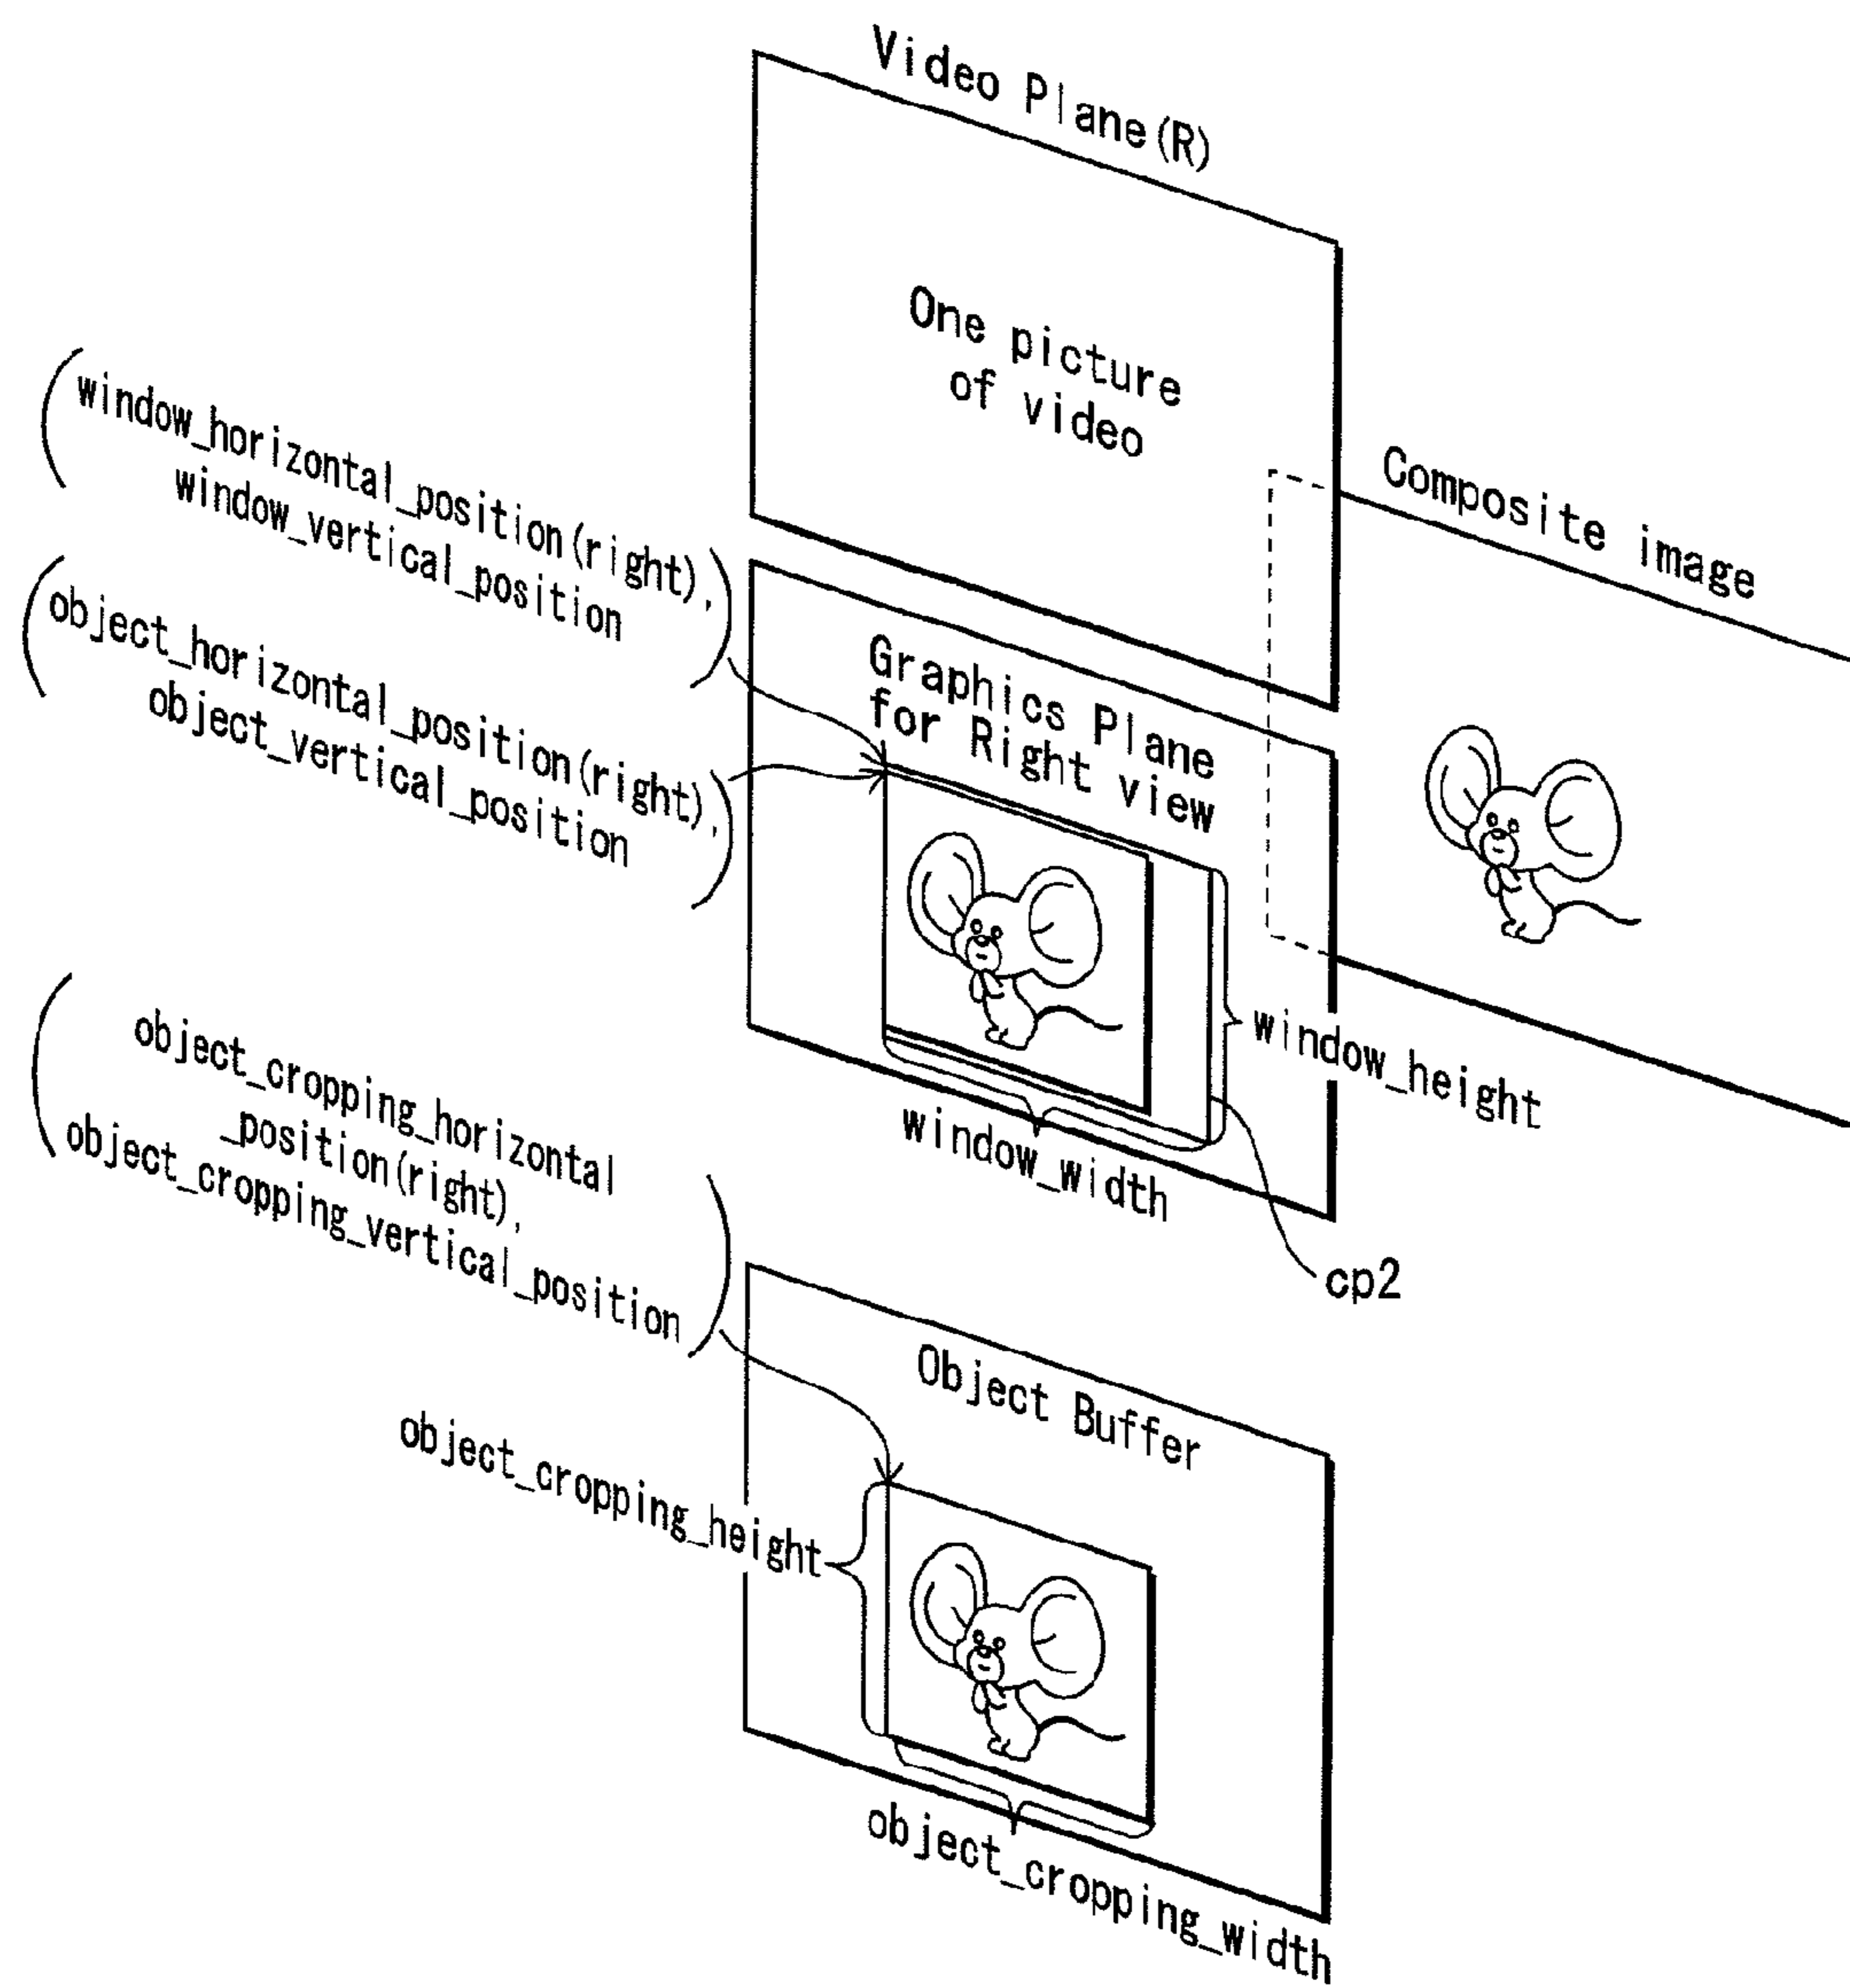 Video Plane(R)
One picture
of video
Composite image
(window_horizontal_position(right),
window_vertical_position)
(object_horizontal_position(right),
object_vertical_position)
Graphics Plane
for Right view
window_height
window_width
cp2
(object_cropping_horizontal
_position(right),
object_cropping_vertical_position)
Object Buffer
object_cropping_height
object_cropping_width